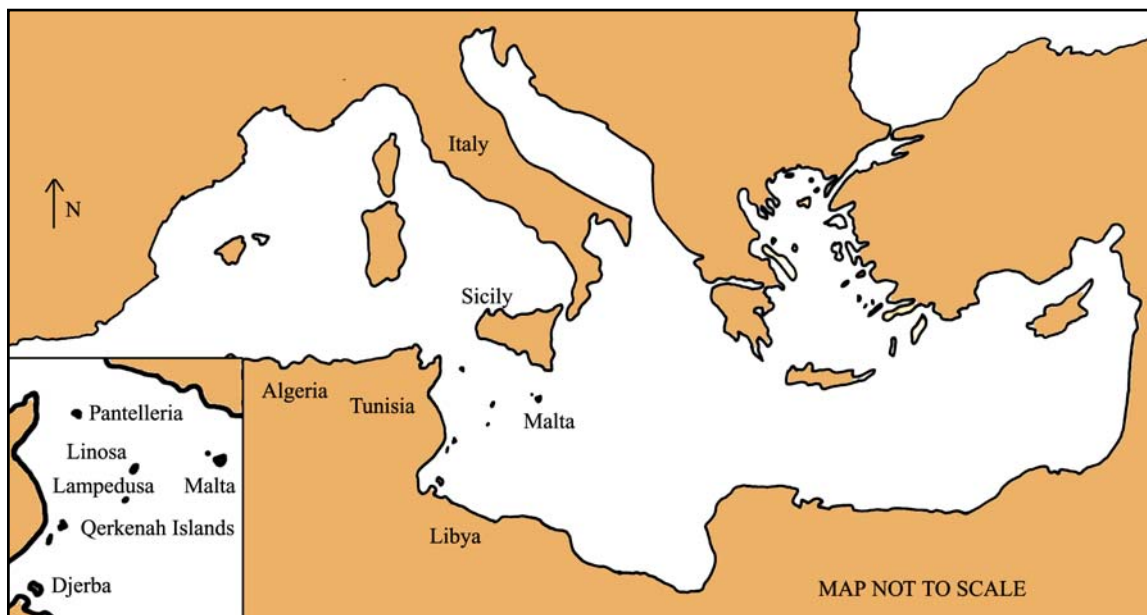 Italy
N
Sicily
Algeria
Tunisia
Malta
Pantelleria
Linosa
Lampedusa
Malta
Qerkenah Islands
Djerba
Libya
MAP NOT TO SCALE